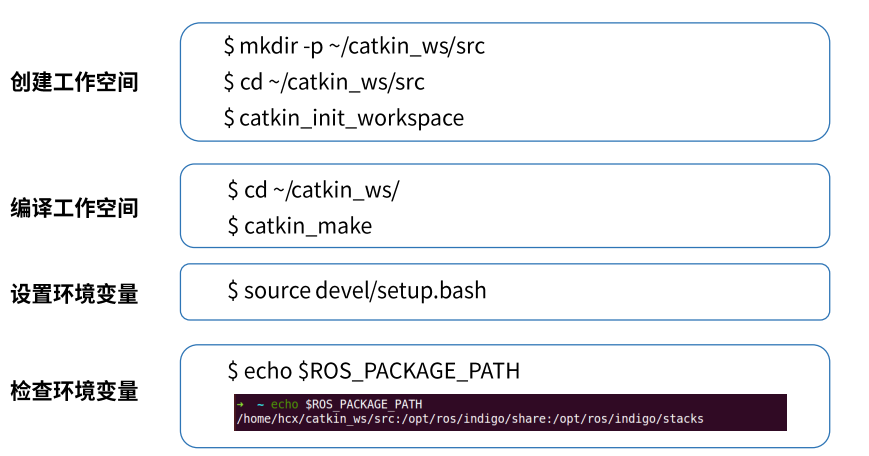 创建工作空间
$ mkdir -p ~/catkin_ws/src
$ cd ~/catkin_ws/src
$ catkin_init_workspace
编译工作空间
$ cd ~/catkin_ws/
$ catkin_make
设置环境变量
$ source devel/setup.bash
检查环境变量
$ echo $ROS_PACKAGE_PATH
➜ ~ echo $ROS_PACKAGE_PATH
/home/hcx/catkin_ws/src:/opt/ros/indigo/share:/opt/ros/indigo/stacks